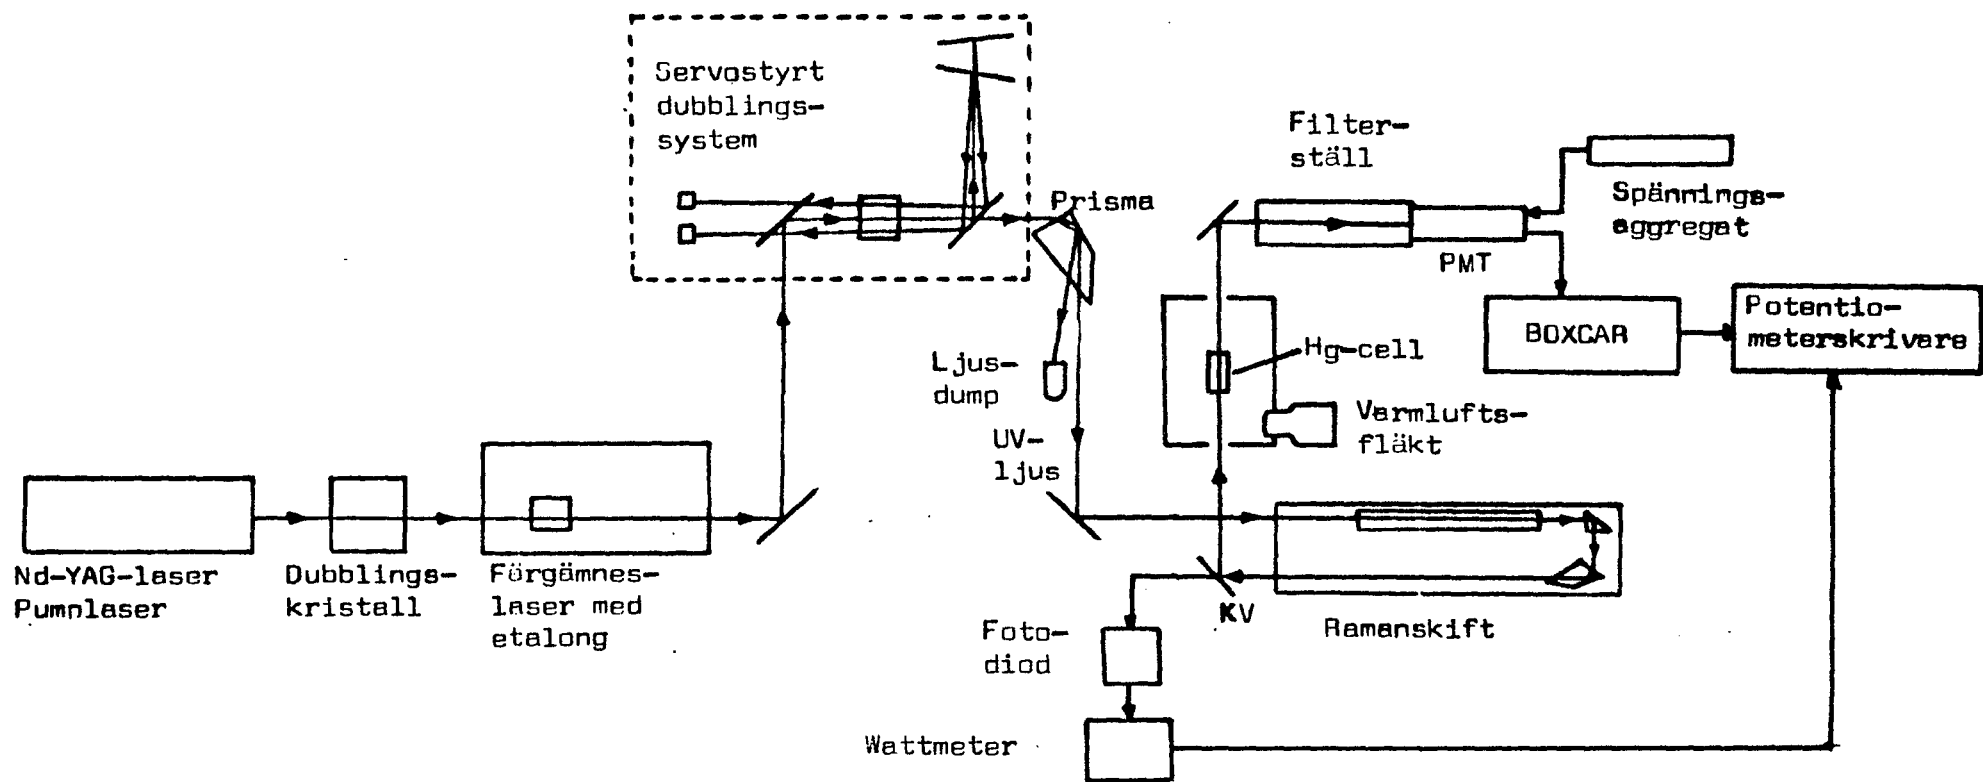 Servostyrt
dubblings-
system
Prisma
Filter-
ställ
Spännings-
aggregat
PMT
BOXCAR
Potentio-
meterskrivare
Hg-cell
Varmlufts-
fläkt
Ljus-
dump
UV-
ljus
Nd-YAG-laser
Pumplaser
Dubblings-
kristall
Färgämnes-
laser med
etalong
KV
Ramanskift
Foto-
diod
Wattmeter